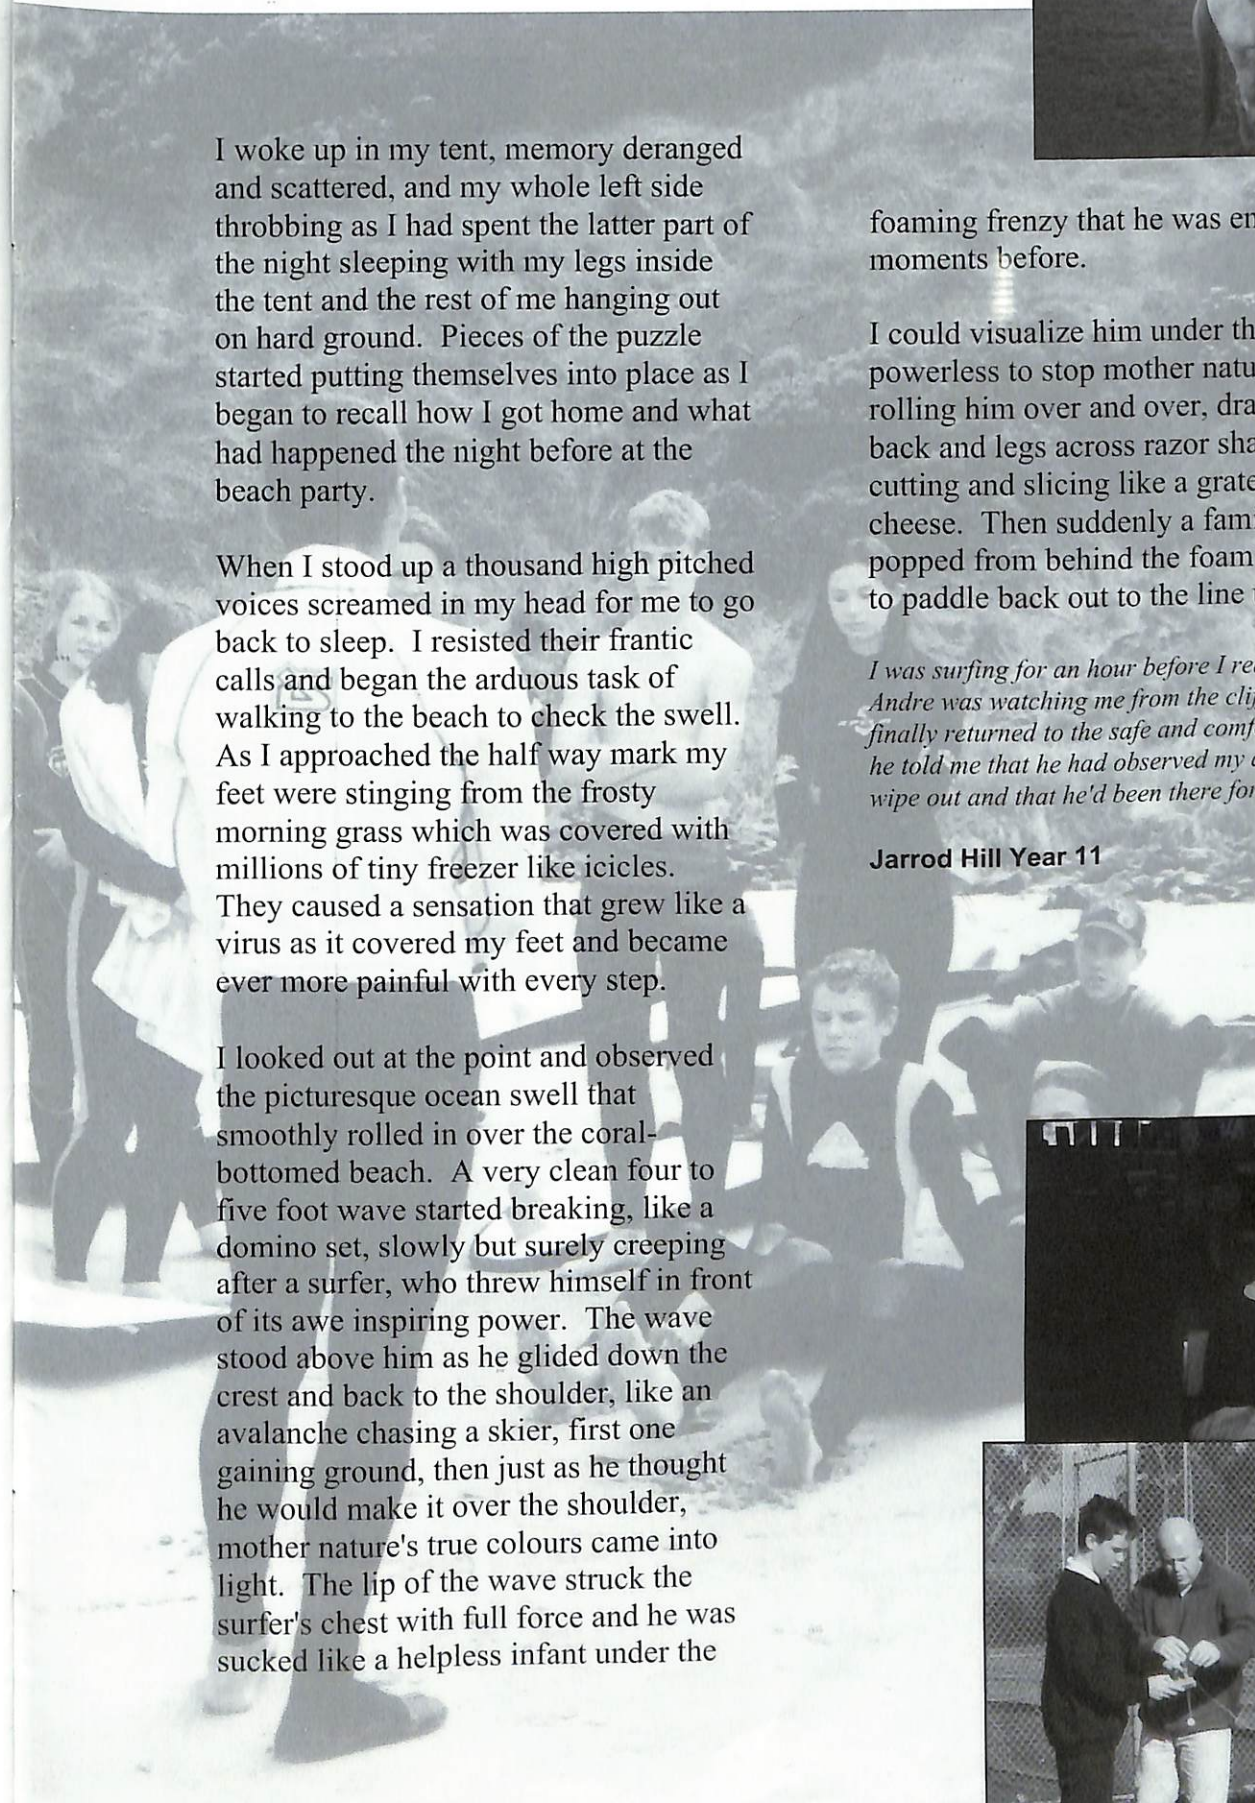 I woke up in my tent, memory deranged
and scattered, and my whole left side
throbbing as I had spent the latter part of
the night sleeping with my legs inside
the tent and the rest of me hanging out
on hard ground. Pieces of the puzzle
started putting themselves into place as I
began to recall how I got home and what
had happened the night before at the
beach party.
When I stood up a thousand high pitched
voices screamed in my head for me to go
back to sleep. I resisted their frantic
calls and began the arduous task of
walking to the beach to check the swell.
As I approached the half way mark my
feet were stinging from the frosty
morning grass which was covered with
millions of tiny freezer like icicles.
They caused a sensation that grew like a
virus as it covered my feet and became
ever more painful with every step.
I looked out at the point and observed
the picturesque ocean swell that
smoothly rolled in over the coral-
bottomed beach. A very clean four to
five foot wave started breaking, like a
domino set, slowly but surely creeping
after a surfer, who threw himself in front
of its awe inspiring power. The wave
stood above him as he glided down the
crest and back to the shoulder, like an
avalanche chasing a skier, first one
gaining ground, then just as he thought
he would make it over the shoulder,
mother nature's true colours came into
light. The lip of the wave struck the
surfer's chest with full force and he was
sucked like a helpless infant under the
foaming frenzy that he was
moments before.
I could visualize him under
powerless to stop mother
rolling him over and over,
back and legs across razor
cutting and slicing like a
cheese. Then suddenly a
popped from behind the foam
to paddle back out to the line
I was surfing for an hour before I
Andre was watching me from the
finally returned to the safe and
he told me that he had observed my
wipe out and that he'd been there for
Jarrod Hill Year 11